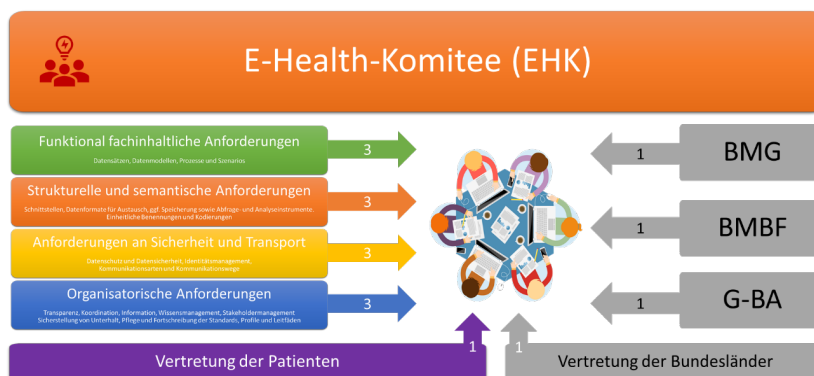 E-Health-Komitee (EHK)
Funktional fachinhaltliche Anforderungen
Datensätzen, Datenmodellen, Prozesse und Szenarios
3
Strukturelle und semantische Anforderungen
Schnittstellen, Datenformate für Austausch, ggf. Speicherung sowie Abfrage- und Analyseinstrumente.
Einheitliche Benennungen und Kodierungen
3
Anforderungen an Sicherheit und Transport
Datenschutz und Datensicherheit, Identitätsmanagement,
Kommunikationsarten und Kommunikationswege
3
Organisatorische Anforderungen
Transparenz, Koordination, Information, Wissensmanagement, Stakeholdermanagement
Sicherstellung von Unterhalt, Pflege und Fortschreibung der Standards, Profile und Leitfäden
3
1
BMG
1
BMBF
1
G-BA
Vertretung der Patienten
1
1
Vertretung der Bundesländer